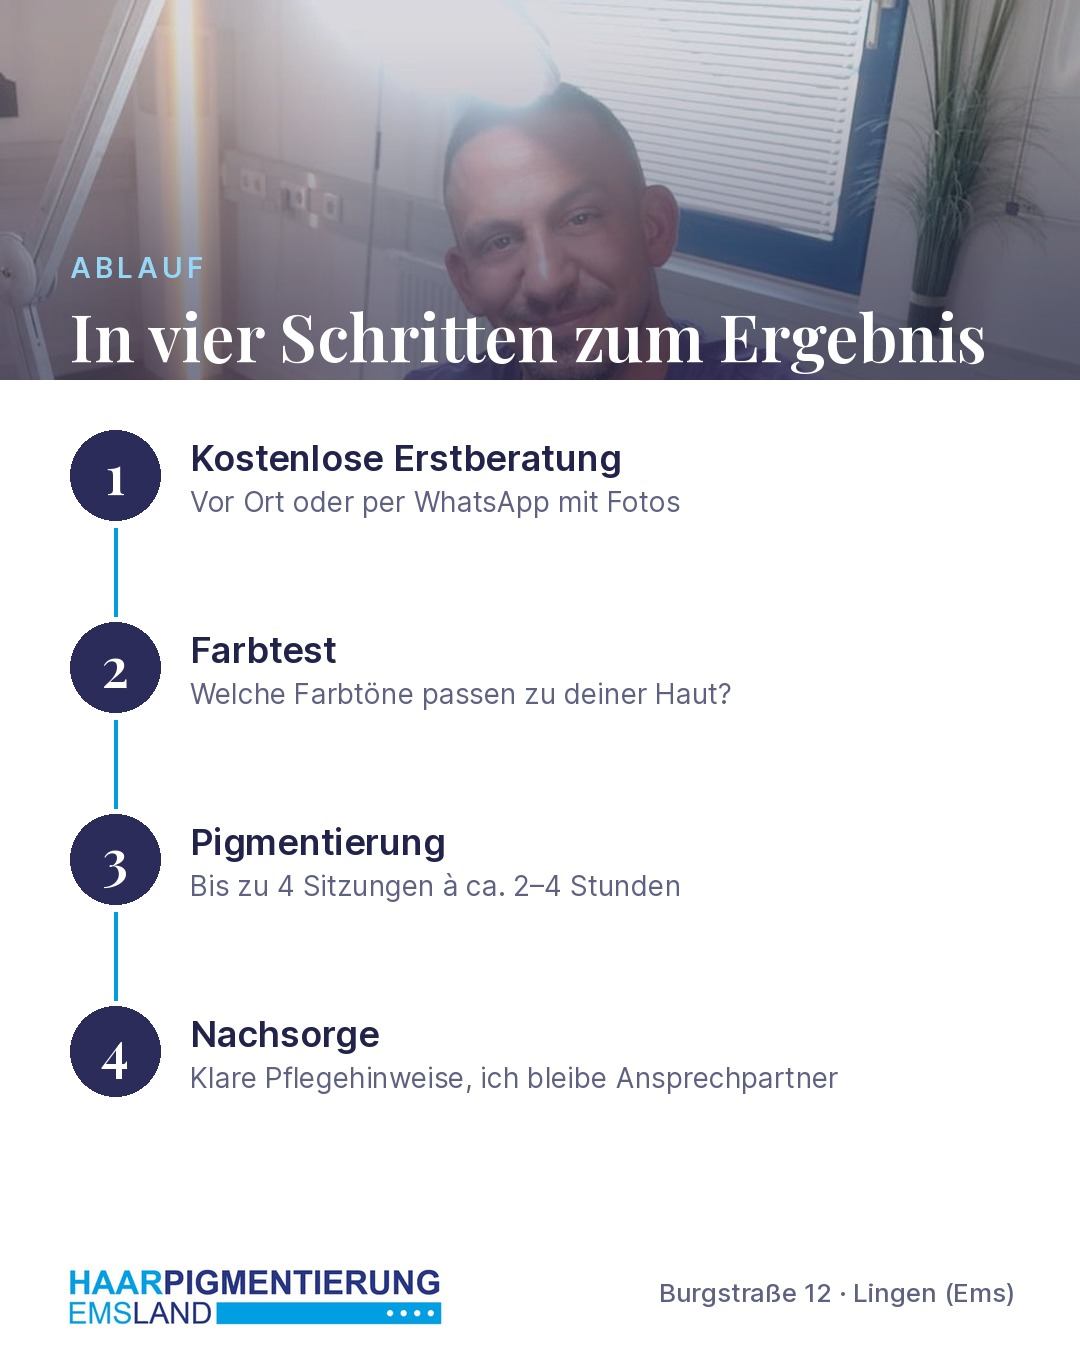 ABLAUF
In vier Schritten zum Ergebnis
1
Kostenlose Erstberatung
Vor Ort oder per WhatsApp mit Fotos
2
Farbtest
Welche Farbtöne passen zu deiner Haut?
3
Pigmentierung
Bis zu 4 Sitzungen à ca. 2–4 Stunden
4
Nachsorge
Klare Pflegehinweise, ich bleibe Ansprechpartner
HAARPIGMENTIERUNG
EMSLAND
Burgstraße 12 · Lingen (Ems)